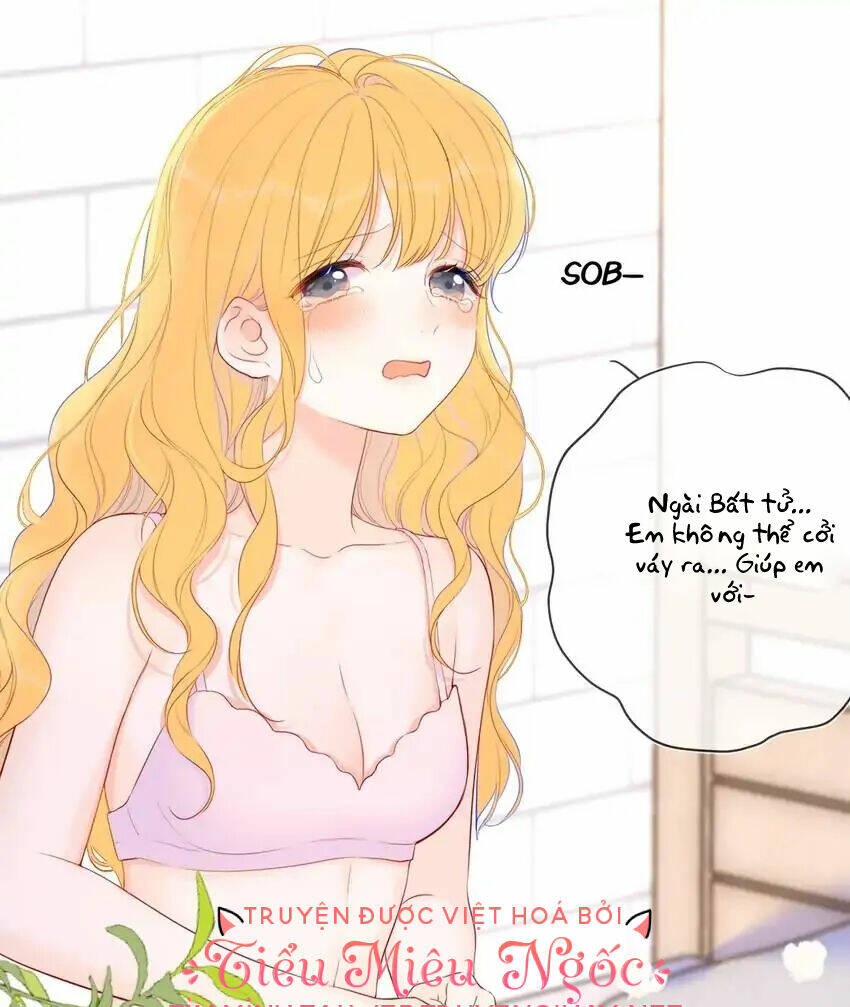 SOB–
Ngài Bất tử...
Em không thể cởi
váy ra... Giúp em
với-
TRUYỆN ĐƯỢC VIỆT HOÁ BỞI
Tiểu Miêu Ngốc